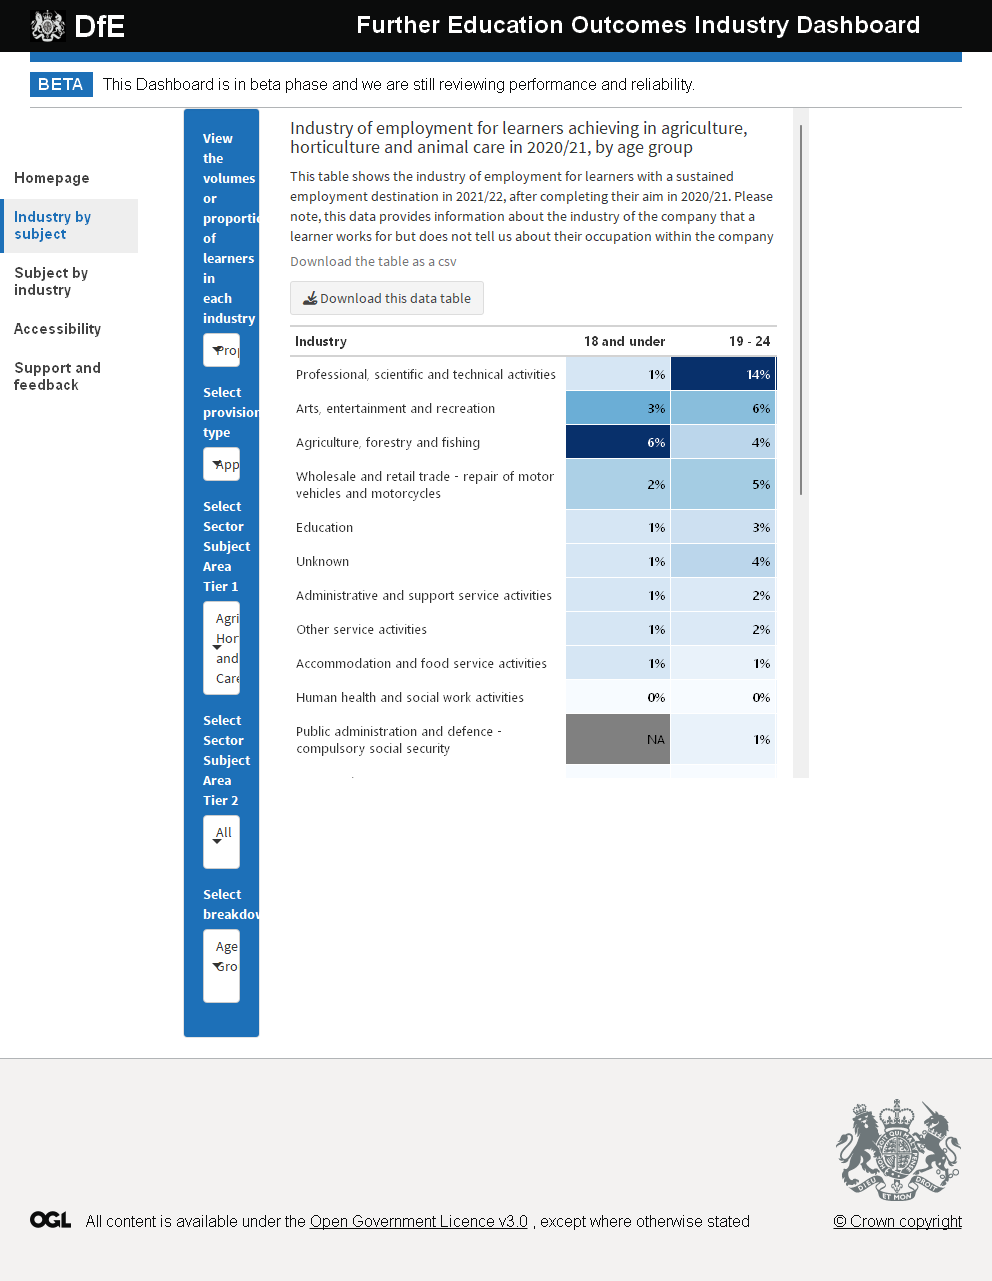 DfE
Further Education Outcomes Industry Dashboard
BETA This Dashboard is in beta phase and we are still reviewing performance and reliability.
Homepage
Industry by
subject
Subject by
industry
Accessibility
Support and
feedback
View
the
volumes
or
proportio
of
learners
in
each
industry
Prop
Select
provision
type
App
Select
Sector
Subject
Area
Tier 1
Agri
Hor
and
Care
Select
Sector
Subject
Area
Tier 2
All
Select
breakdow
Age
Gro
Industry of employment for learners achieving in agriculture,
horticulture and animal care in 2020/21, by age group
This table shows the industry of employment for learners with a sustained
employment destination in 2021/22, after completing their aim in 2020/21. Please
note, this data provides information about the industry of the company that a
learner works for but does not tell us about their occupation within the company
Download the table as a csv
Download this data table
Industry 18 and under 19 - 24
Professional, scientific and technical activities 1% 14%
Arts, entertainment and recreation 3% 6%
Agriculture, forestry and fishing 6% 4%
Wholesale and retail trade - repair of motor
vehicles and motorcycles 2% 5%
Education 1% 3%
Unknown 1% 4%
Administrative and support service activities 1% 2%
Other service activities 1% 2%
Accommodation and food service activities 1% 1%
Human health and social work activities 0% 0%
Public administration and defence -
compulsory social security NA 1%
OGL All content is available under the Open Government Licence v3.0 , except where otherwise stated
© Crown copyright
DIEU ET MON DROIT